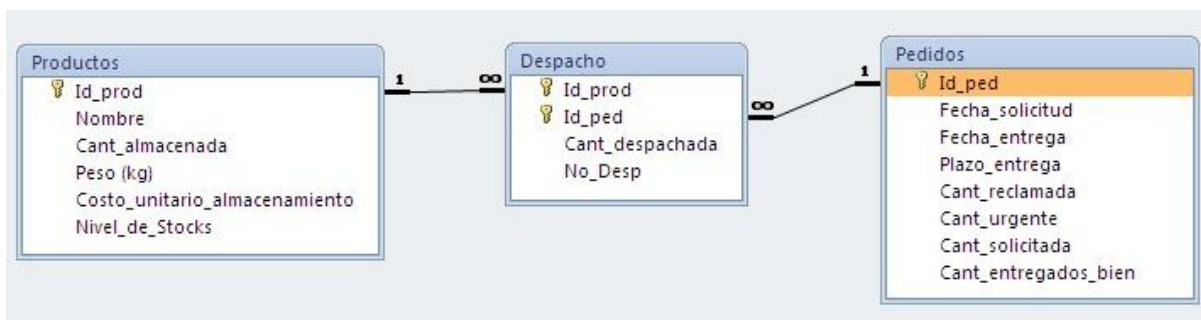 Productos
Id_prod
Nombre
Cant_almacenada
Peso (kg)
Costo_unitario_almacenamiento
Nivel_de_Stocks
1
∞
Despacho
Id_prod
Id_ped
Cant_despachada
No_Desp
∞
1
Pedidos
Id_ped
Fecha_solicitud
Fecha_entrega
Plazo_entrega
Cant_reclamada
Cant_urgente
Cant_solicitada
Cant_entregados_bien